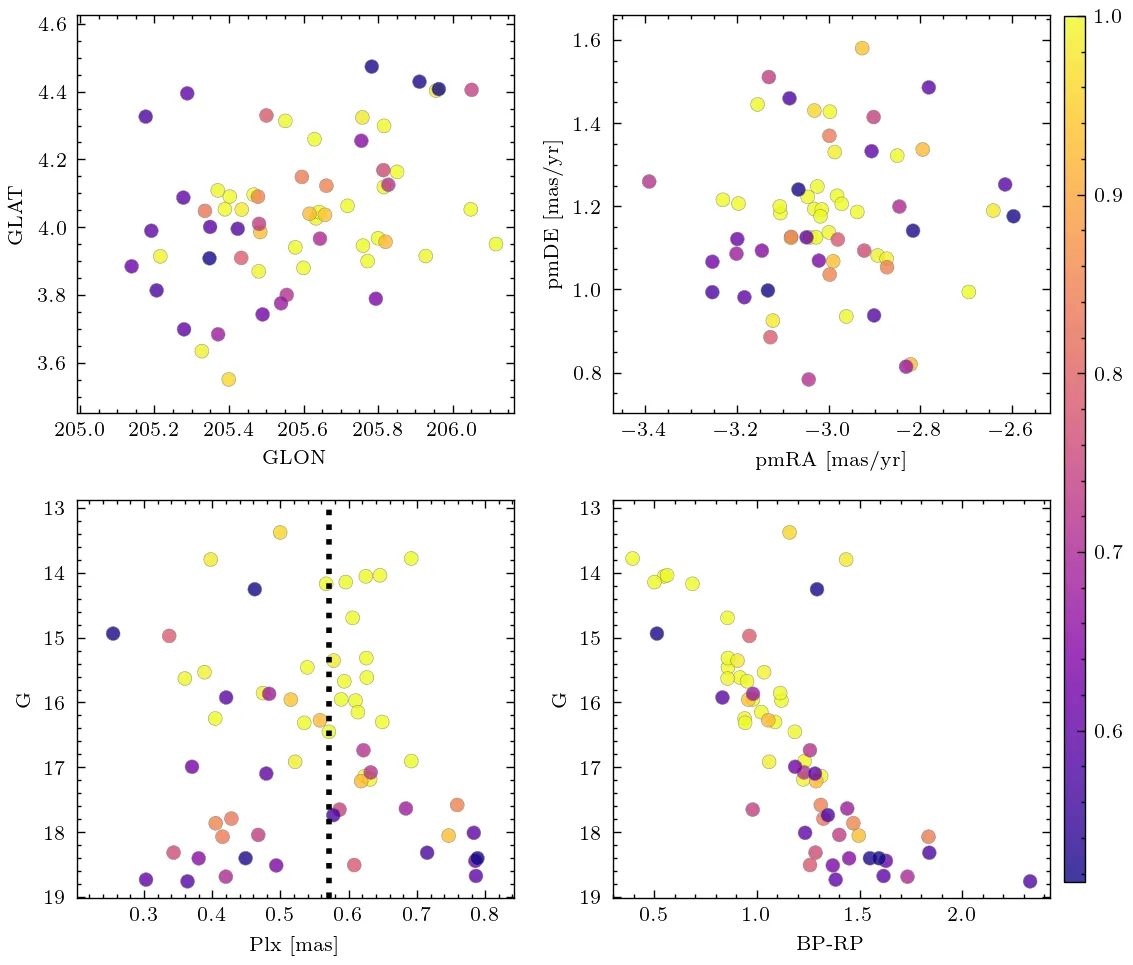 4.6
4.4
4.2
4.0
3.8
3.6
GLAT
205.0 205.2 205.4 205.6 205.8 206.0
GLON
1.6
1.4
1.2
1.0
0.8
pmDE [mas/yr]
−3.4 −3.2 −3.0 −2.8 −2.6
pmRA [mas/yr]
1.0
0.9
0.8
0.7
0.6
13
14
15
16
17
18
19
G
0.3 0.4 0.5 0.6 0.7 0.8
Plx [mas]
13
14
15
16
17
18
19
G
0.5 1.0 1.5 2.0
BP-RP